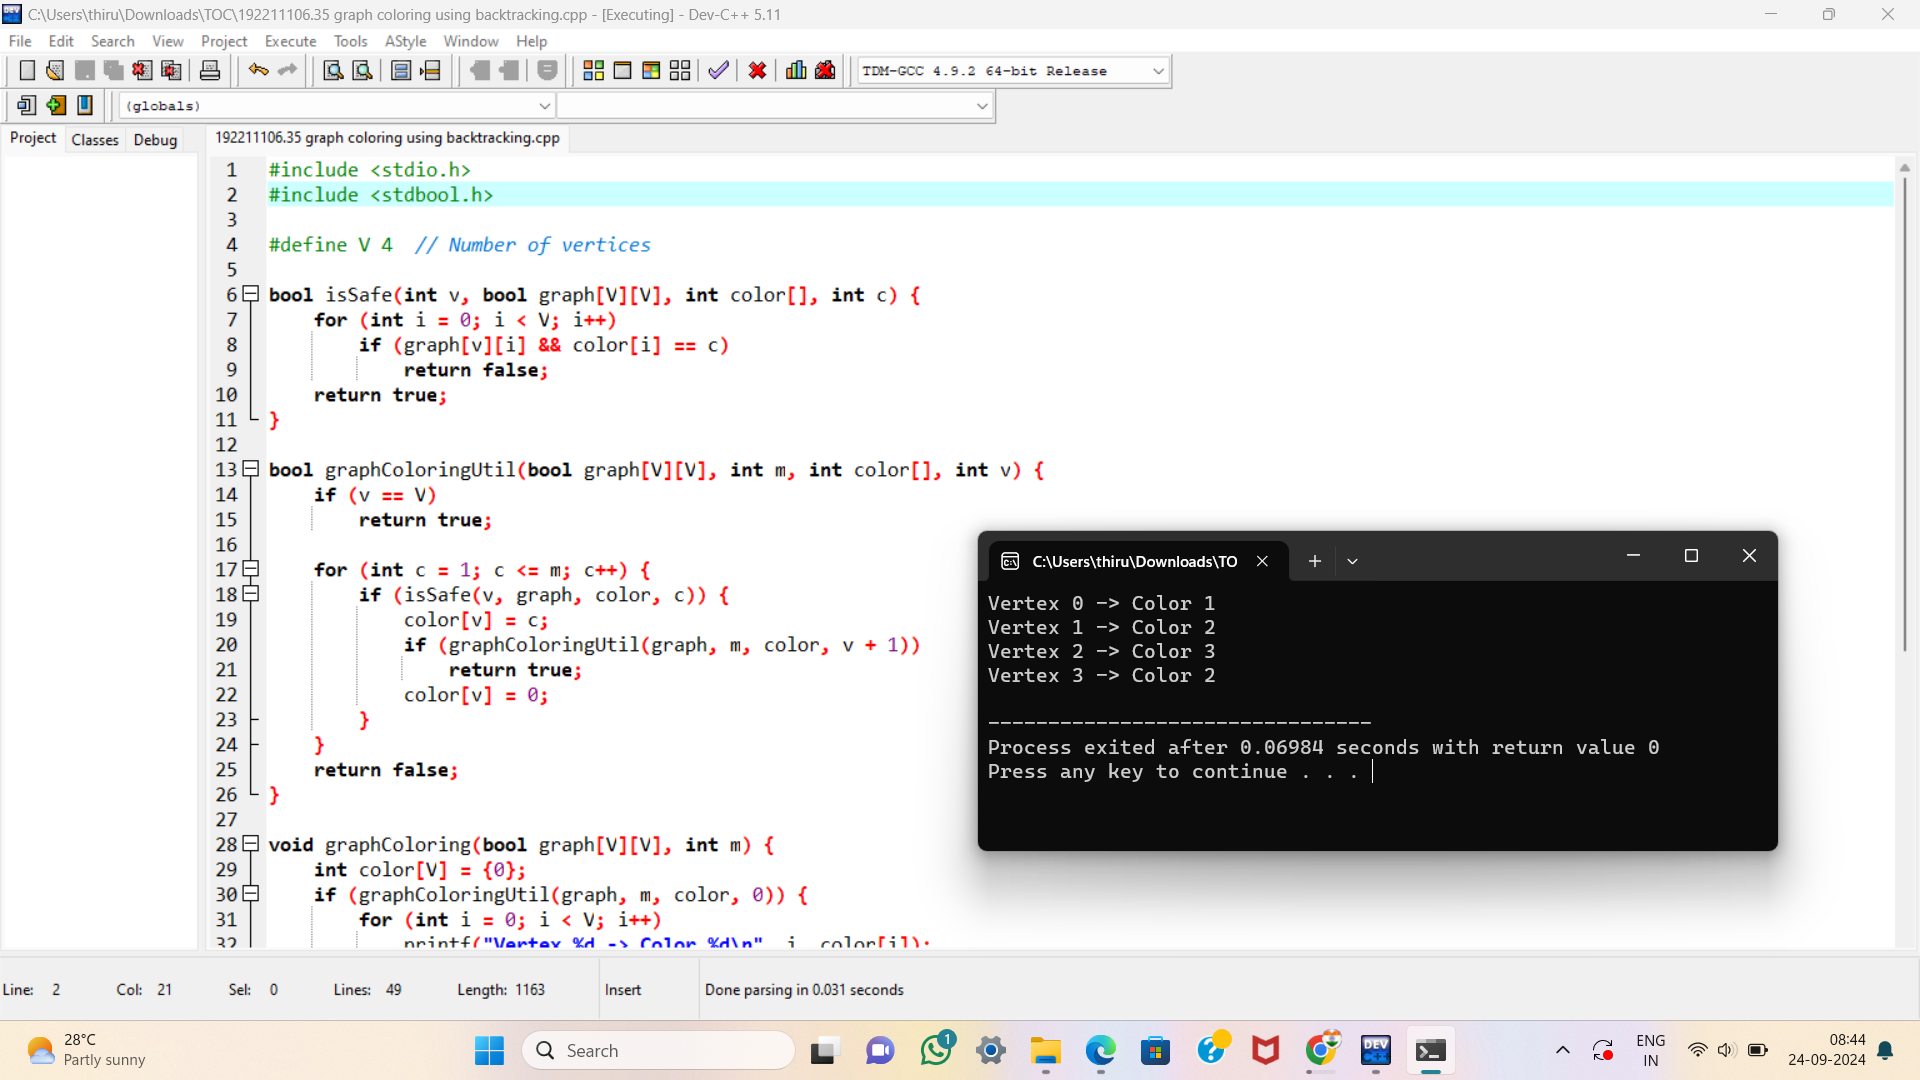 C:\Users\thiru\Downloads\TOC\192211106.35 graph coloring using backtracking.cpp - [Executing] - Dev-C++ 5.11
File Edit Search View Project Execute Tools AStyle Window Help
TDM-GCC 4.9.2 64-bit Release
(globals)
Project Classes Debug
192211106.35 graph coloring using backtracking.cpp
1 #include <stdio.h>
2 #include <stdbool.h>
3
4 #define V 4  // Number of vertices
5
6 bool isSafe(int v, bool graph[V][V], int color[], int c) {
7     for (int i = 0; i < V; i++)
8         if (graph[v][i] && color[i] == c)
9             return false;
10     return true;
11 }
12
13 bool graphColoringUtil(bool graph[V][V], int m, int color[], int v) {
14     if (v == V)
15         return true;
16
17     for (int c = 1; c <= m; c++) {
18         if (isSafe(v, graph, color, c)) {
19             color[v] = c;
20             if (graphColoringUtil(graph, m, color, v + 1))
21                 return true;
22             color[v] = 0;
23         }
24     }
25     return false;
26 }
27
28 void graphColoring(bool graph[V][V], int m) {
29     int color[V] = {0};
30     if (graphColoringUtil(graph, m, color, 0)) {
31         for (int i = 0; i < V; i++)
32             printf("Vertex %d -> Color %d\n", i, color[i]);
C:\Users\thiru\Downloads\TO
Vertex 0 -> Color 1
Vertex 1 -> Color 2
Vertex 2 -> Color 3
Vertex 3 -> Color 2
--------------------------------
Process exited after 0.06984 seconds with return value 0
Press any key to continue . . .
Line: 2 Col: 21 Sel: 0 Lines: 49 Length: 1163 Insert Done parsing in 0.031 seconds
28°C
Partly sunny
Search
1
DEV
C++
ENG
IN
08:44
24-09-2024